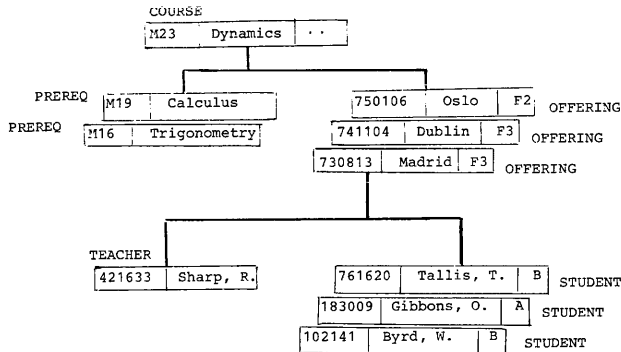 COURSE
M23 Dynamics ..
PREREQ M19 Calculus 750106 Oslo F2 OFFERING
PREREQ M16 Trigonometry 741104 Dublin F3 OFFERING
730813 Madrid F3 OFFERING
TEACHER
421633 Sharp, R. 761620 Tallis, T. B STUDENT
183009 Gibbons, O. A STUDENT
102141 Byrd, W. B STUDENT